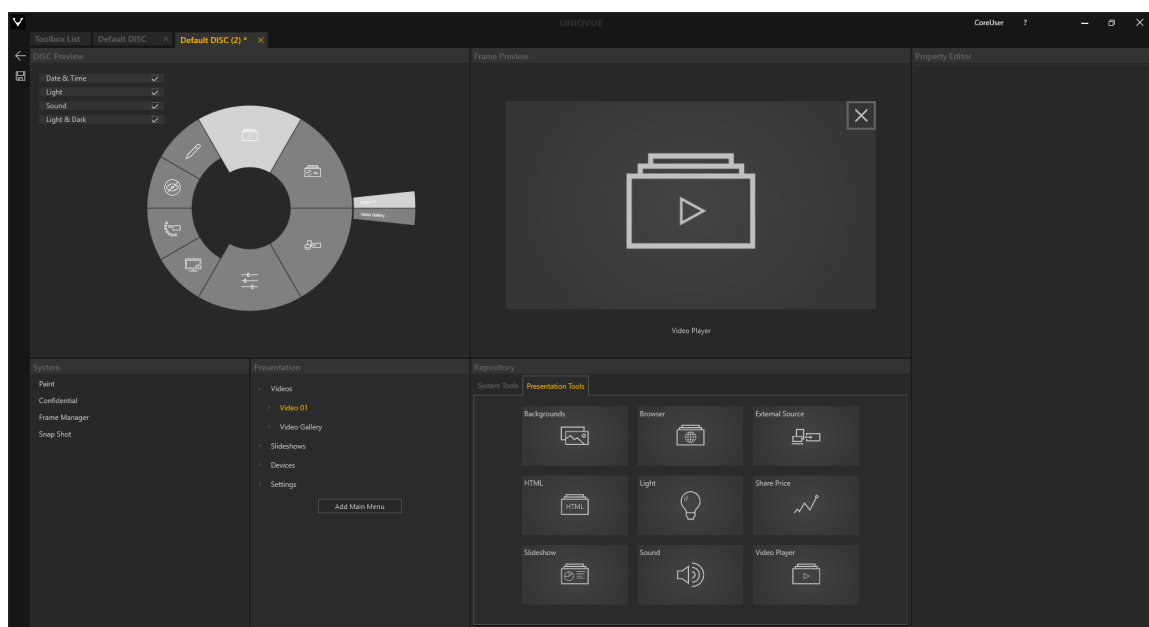 UNIQVUE
CoreUser ?
Toolbox List Default DISC Default DISC (2) *
DISC Preview
Date & Time
Light
Sound
Light & Dark
Video 01
Video Gallery
Frame Preview
Video Player
Property Editor
System
Paint
Confidential
Frame Manager
Snap Shot
Presentation
Videos
Video 01
Video Gallery
Slideshows
Devices
Settings
Add Main Menu
Repository
System Tools Presentation Tools
Backgrounds Browser External Source
HTML Light Share Price
HTML
Slideshow Sound Video Player